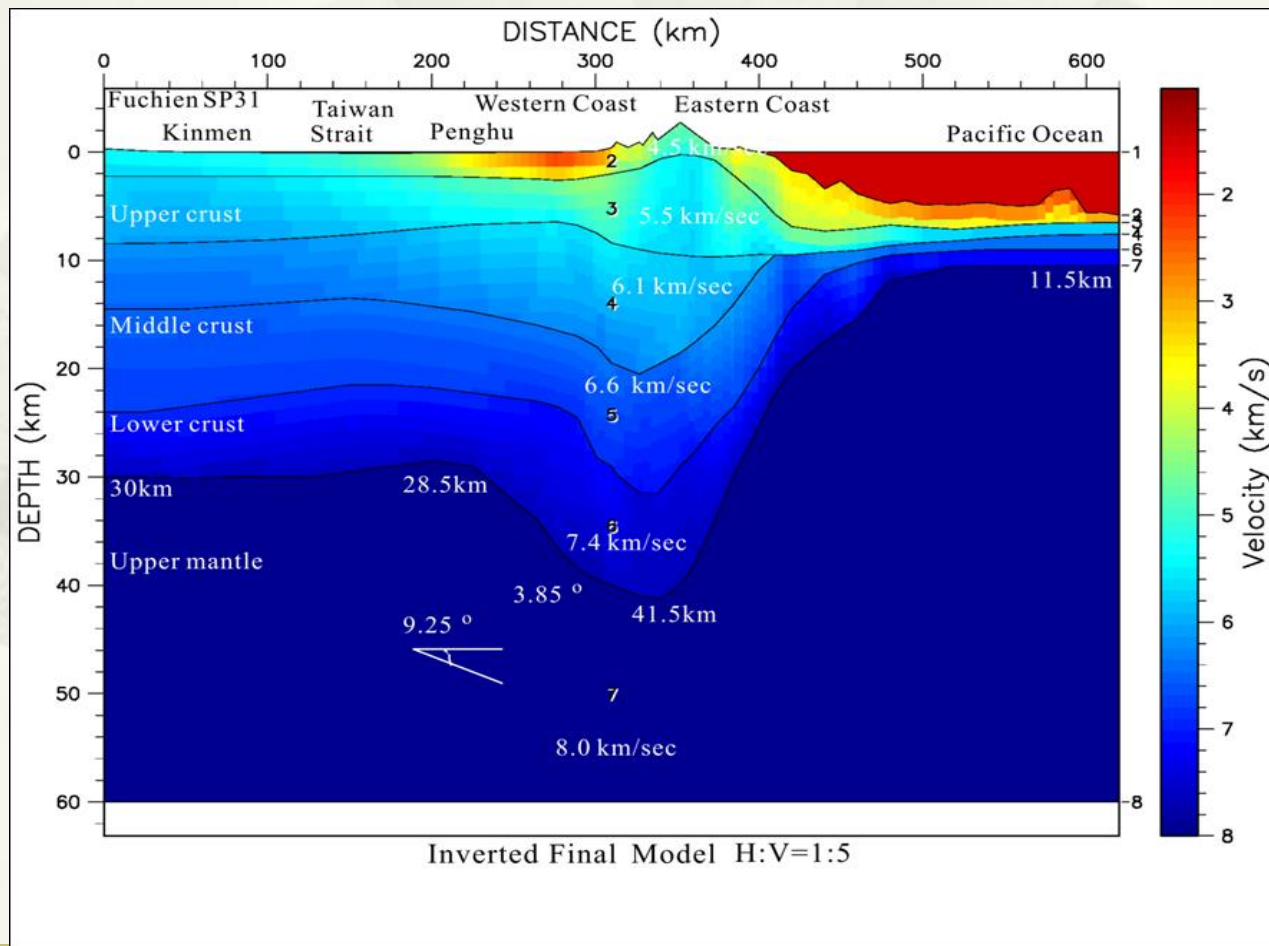 DISTANCE (km)
0 100 200 300 400 500 600
Fuchien SP31 Taiwan Western Coast Eastern Coast
Kinmen Strait Penghu Pacific Ocean
0
10
20
30
40
50
60
DEPTH (km)
4.5 km/sec
Upper crust
5.5 km/sec
6.1 km/sec
11.5km
Middle crust
6.6 km/sec
Lower crust
30km
28.5km
7.4 km/sec
Upper mantle
3.85 °
41.5km
9.25 °
8.0 km/sec
2
3
4
5
6
7
1
2
3
4
6
7
8
2
3
4
5
6
7
8
Velocity (km/s)
Inverted Final Model H:V=1:5